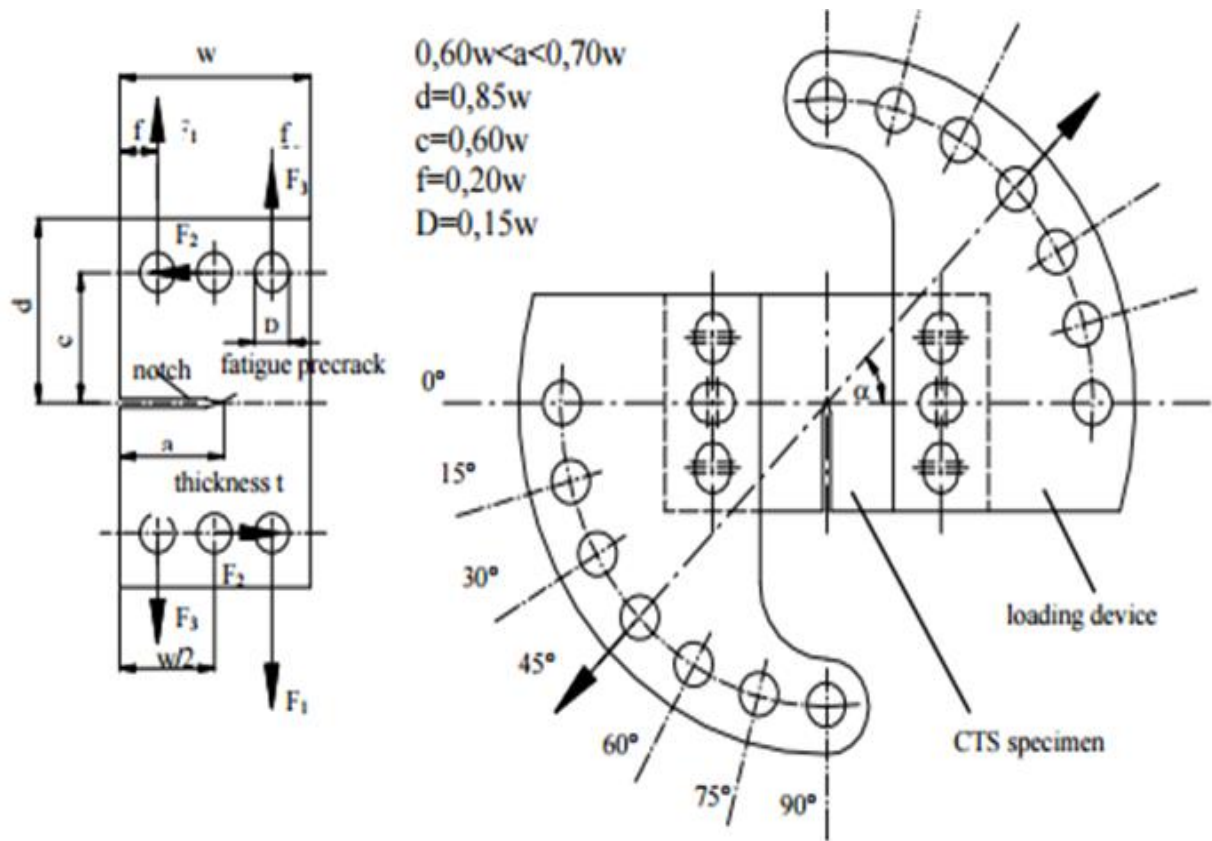 w
f
F₁
f
F₃
F₂
d
c
D
notch
fatigue precrack
a
thickness t
F₂
F₃
w/2
F₁
0,60w<a<0,70w
d=0,85w
c=0,60w
f=0,20w
D=0,15w
0°
15°
30°
45°
60°
75°
90°
α
loading device
CTS specimen